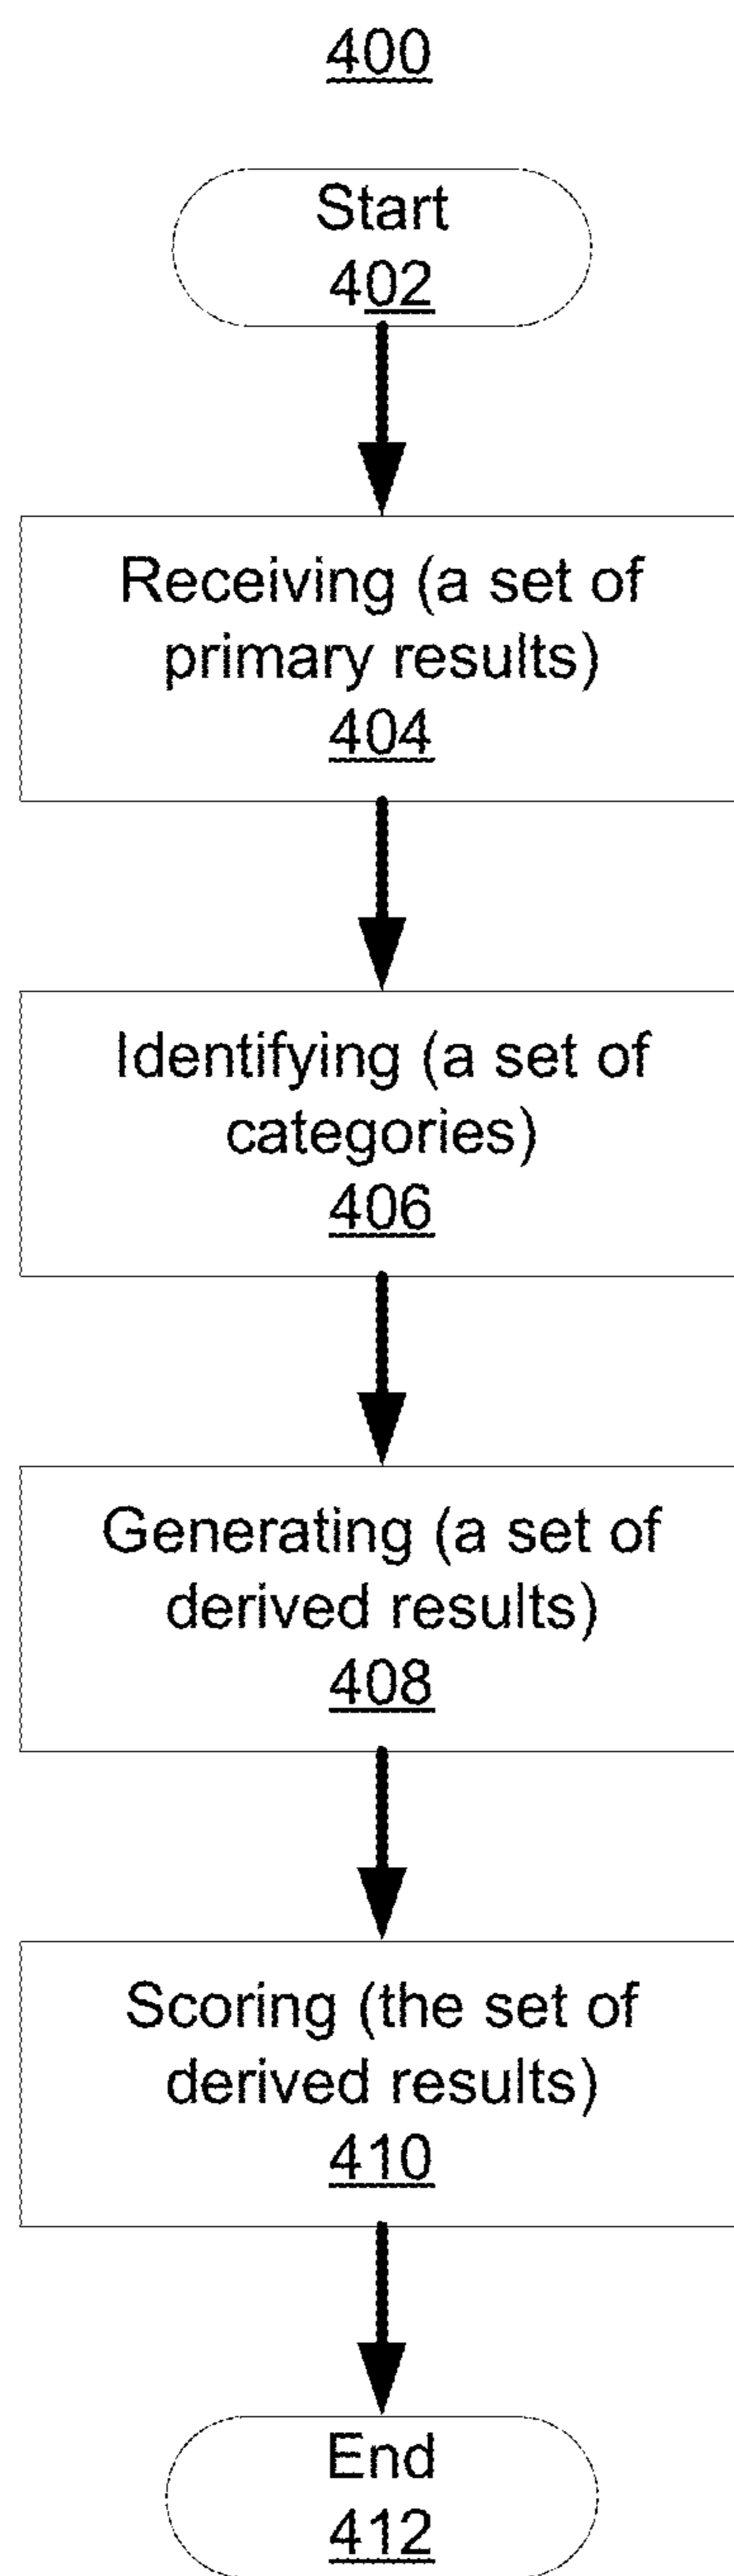 400
Start
402
Receiving (a set of
primary results)
404
Identifying (a set of
categories)
406
Generating (a set of
derived results)
408
Scoring (the set of
derived results)
410
End
412